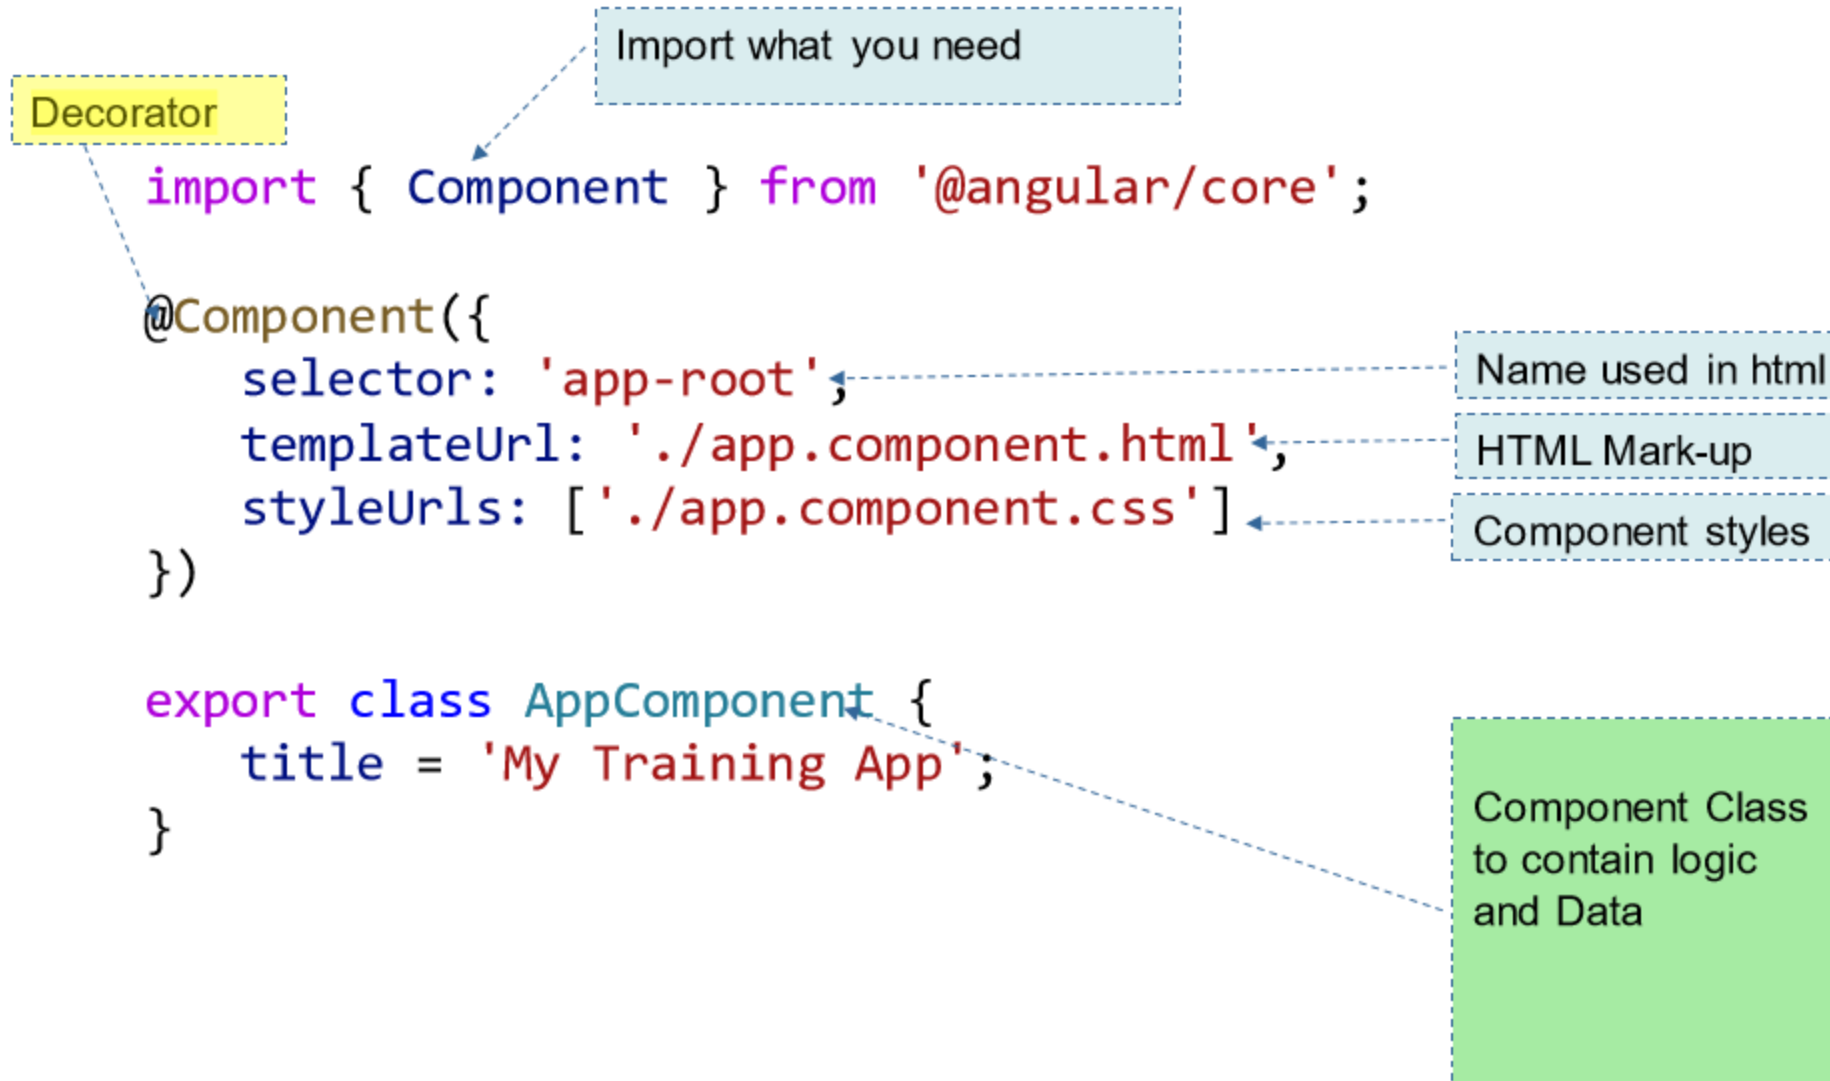 Import what you need
Decorator
import { Component } from '@angular/core';
@Component({
selector: 'app-root',
Name used in html
templateUrl: './app.component.html',
HTML Mark-up
styleUrls: ['./app.component.css']
Component styles
})
export class AppComponent {
title = 'My Training App';
}
Component Class
to contain logic
and Data